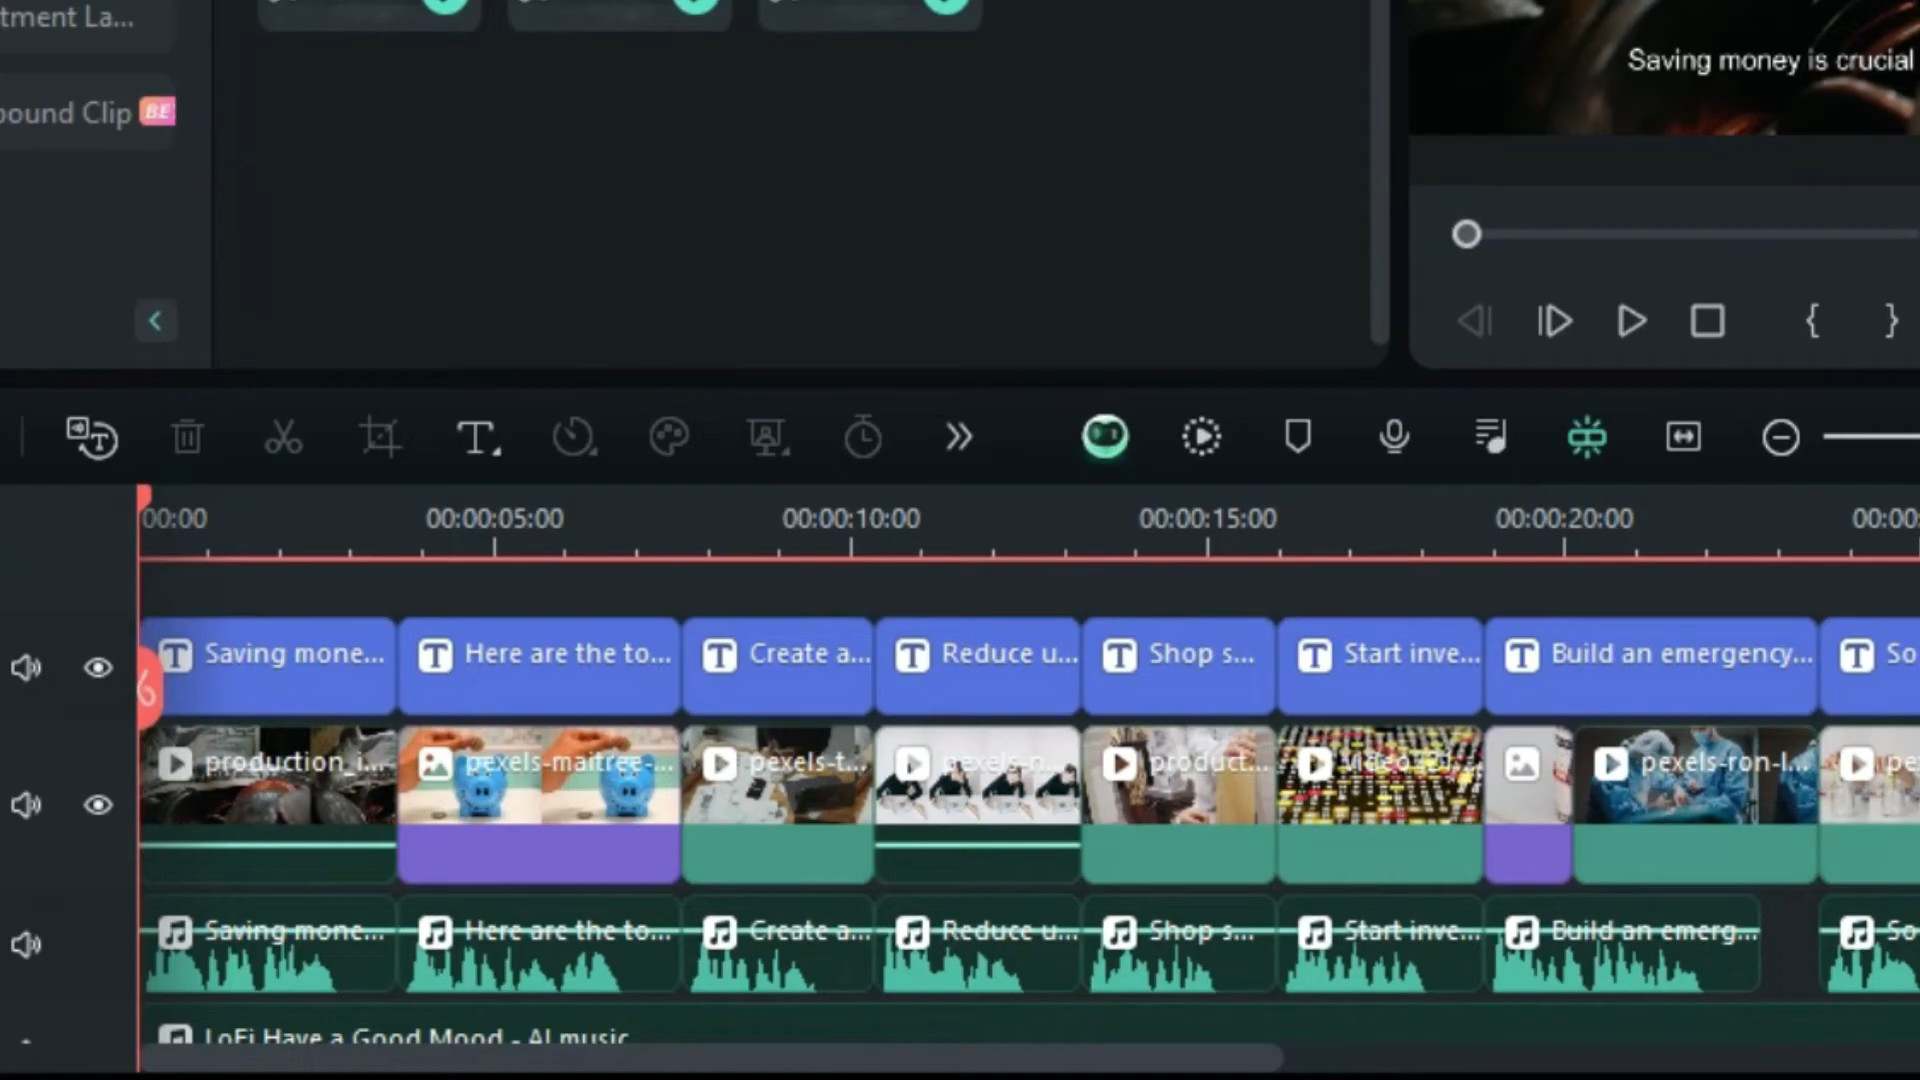 tment La...
Saving money is crucial
ound Clip BE
00:00 00:00:05:00 00:00:10:00 00:00:15:00 00:00:20:00 00:00:
Saving mone... Here are the to... Create a... Reduce u... Shop s... Start inve... Build an emergency... So
production_i... pexels-maitree-... pexels-t... pexels-n... product... pexels-ron-l... pe
Saving mone... Here are the to... Create a... Reduce u... Shop s... Start inve... Build an emerg... So
LoFi Have a Good Mood - AI music